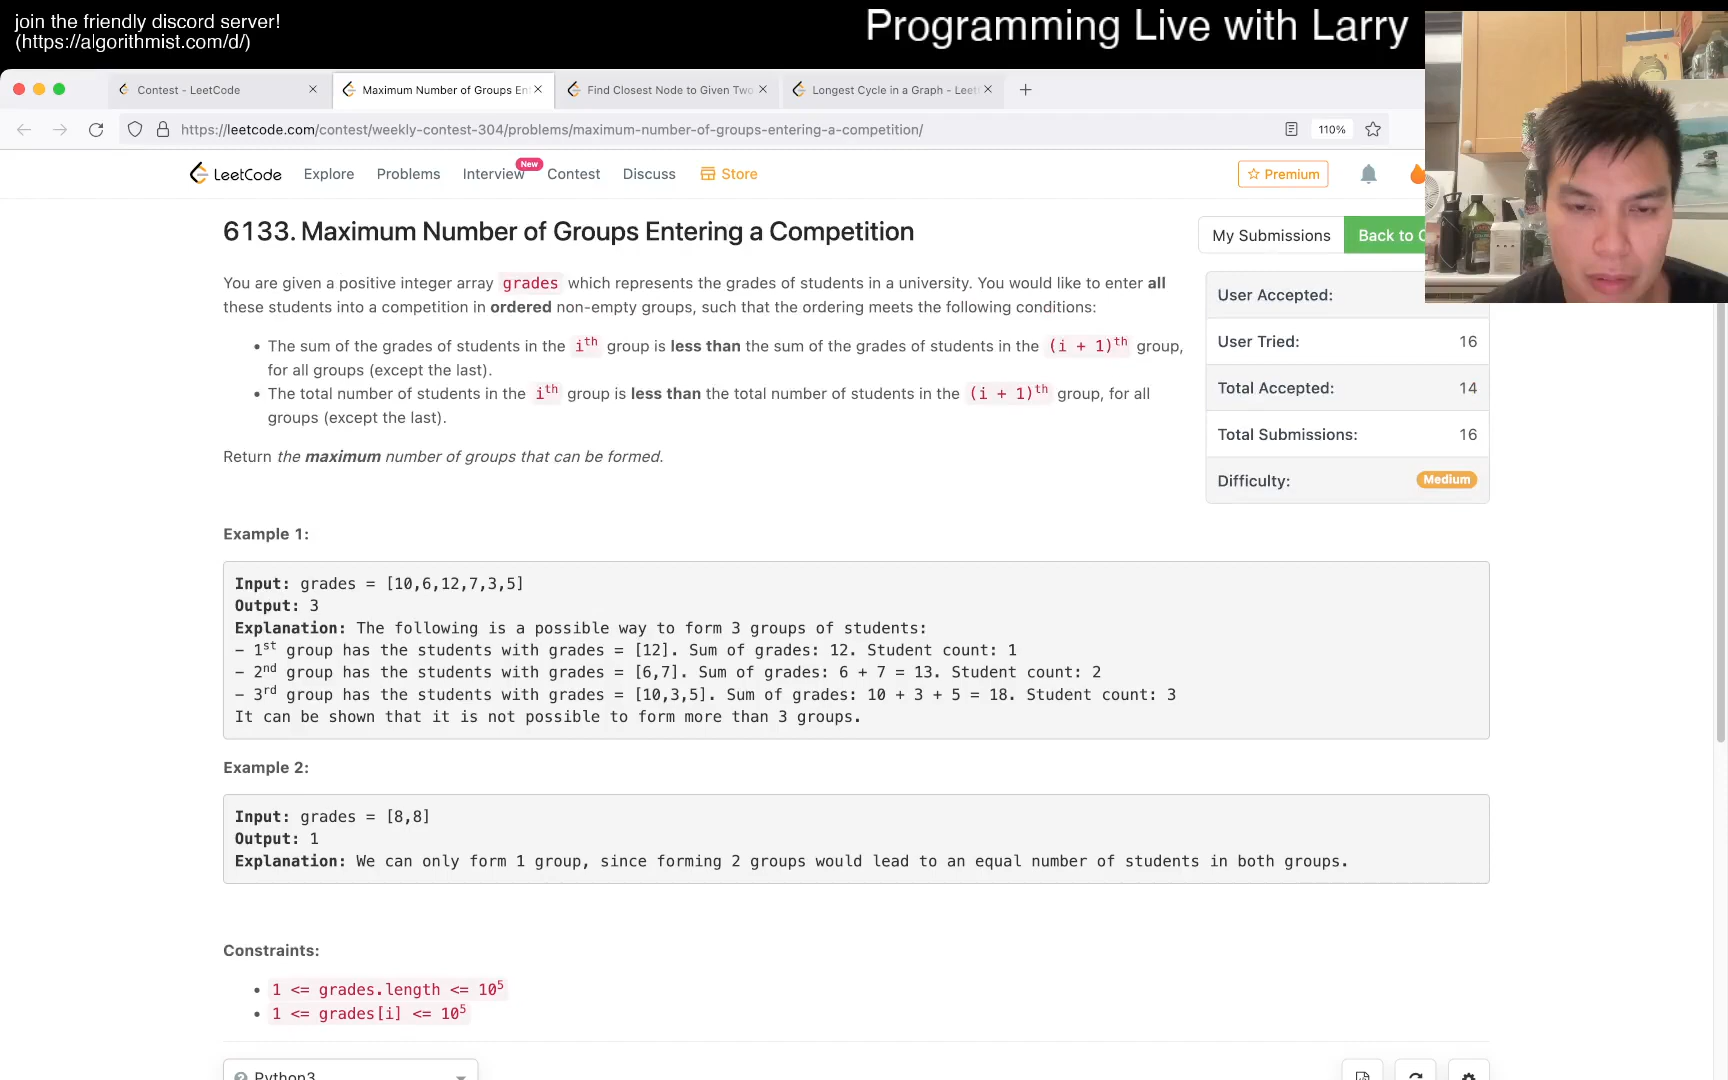 join the friendly discord server!
(https://algorithmist.com/d/)
Programming Live with Larry
Contest - LeetCode
Maximum Number of Groups En
Find Closest Node to Given Two
Longest Cycle in a Graph - Leet
https://leetcode.com/contest/weekly-contest-304/problems/maximum-number-of-groups-entering-a-competition/
110%
LeetCode
Explore
Problems
Interview
New
Contest
Discuss
Store
Premium
6133. Maximum Number of Groups Entering a Competition
My Submissions
Back to C
You are given a positive integer array grades which represents the grades of students in a university. You would like to enter all
these students into a competition in ordered non-empty groups, such that the ordering meets the following conditions:
• The sum of the grades of students in the ith group is less than the sum of the grades of students in the (i + 1)th group,
for all groups (except the last).
• The total number of students in the ith group is less than the total number of students in the (i + 1)th group, for all
groups (except the last).
Return the maximum number of groups that can be formed.
User Accepted:
User Tried: 16
Total Accepted: 14
Total Submissions: 16
Difficulty: Medium
Example 1:
Input: grades = [10,6,12,7,3,5]
Output: 3
Explanation: The following is a possible way to form 3 groups of students:
- 1st group has the students with grades = [12]. Sum of grades: 12. Student count: 1
- 2nd group has the students with grades = [6,7]. Sum of grades: 6 + 7 = 13. Student count: 2
- 3rd group has the students with grades = [10,3,5]. Sum of grades: 10 + 3 + 5 = 18. Student count: 3
It can be shown that it is not possible to form more than 3 groups.
Example 2:
Input: grades = [8,8]
Output: 1
Explanation: We can only form 1 group, since forming 2 groups would lead to an equal number of students in both groups.
Constraints:
• 1 <= grades.length <= 105
• 1 <= grades[i] <= 105
Python3